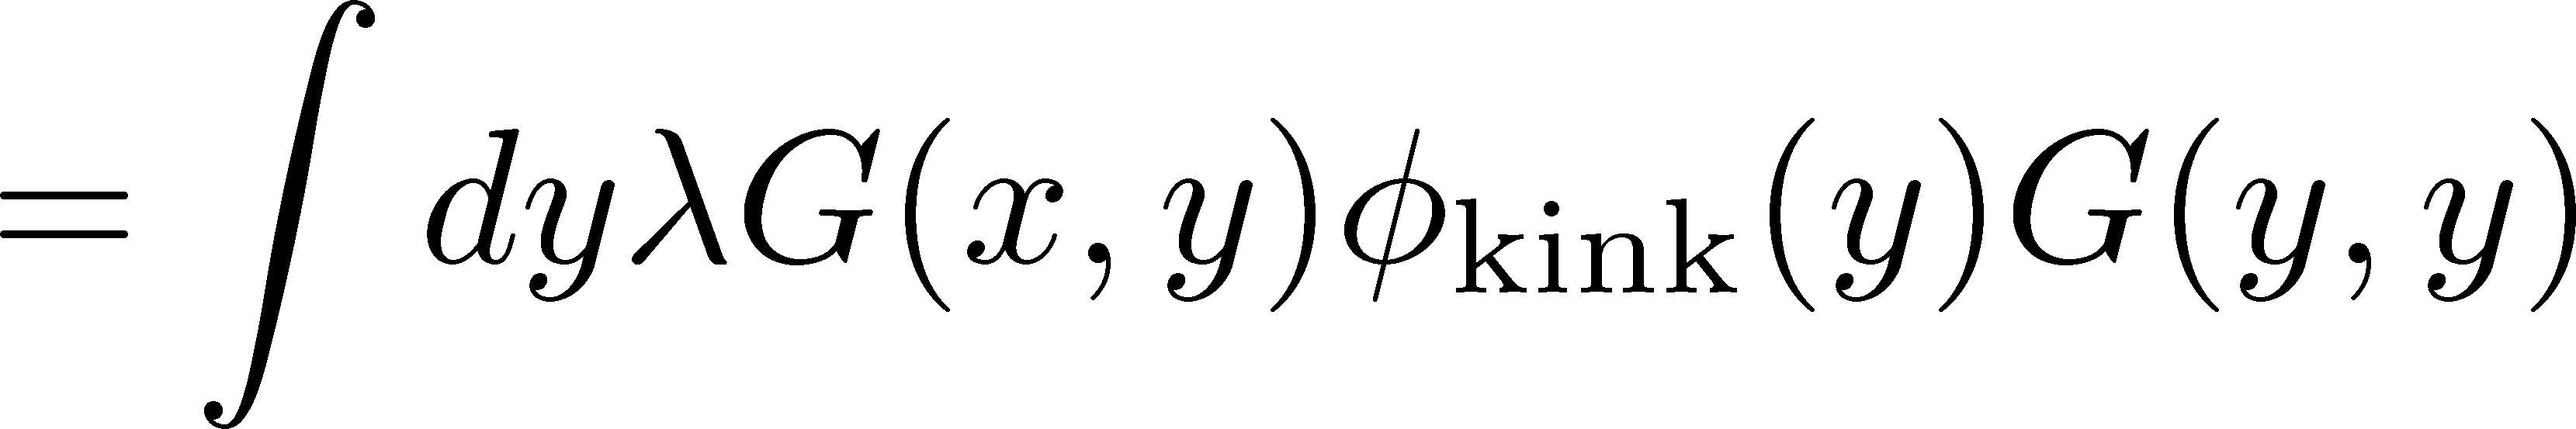 = ∫ dyλG(x, y)ϕ_kink(y)G(y, y)